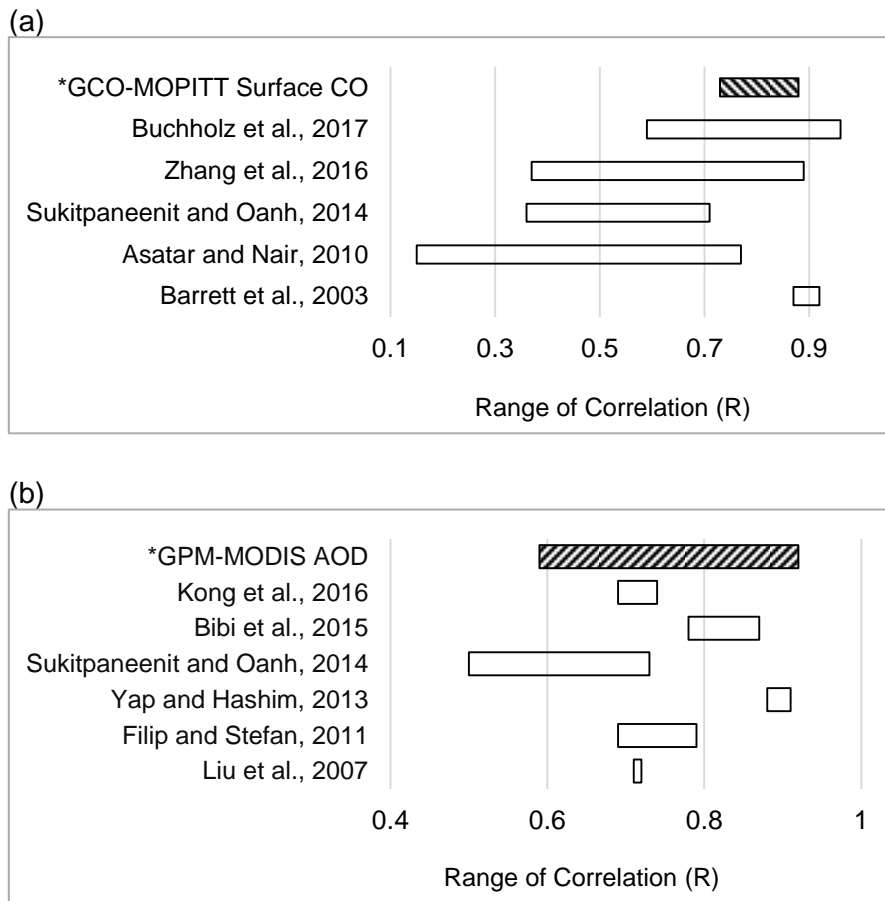 (a)
*GCO-MOPITT Surface CO
Buchholz et al., 2017
Zhang et al., 2016
Sukitpaneenit and Oanh, 2014
Asatar and Nair, 2010
Barrett et al., 2003
0.1 0.3 0.5 0.7 0.9
Range of Correlation (R)
(b)
*GPM-MODIS AOD
Kong et al., 2016
Bibi et al., 2015
Sukitpaneenit and Oanh, 2014
Yap and Hashim, 2013
Filip and Stefan, 2011
Liu et al., 2007
0.4 0.6 0.8 1
Range of Correlation (R)